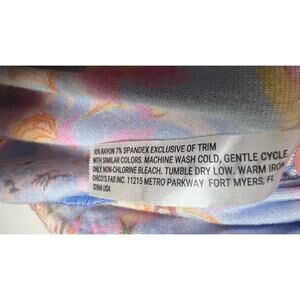 RAYON 7% SPANDEX EXCLUSIVE OF TRIM
WITH SIMILAR COLORS. MACHINE WASH COLD, GENTLE CYCLE
ONLY NON-CHLORINE BLEACH. TUMBLE DRY LOW. WARM IRON
CHICO'S FAS INC. 11215 METRO PARKWAY FORT MYERS, FL
33966 USA